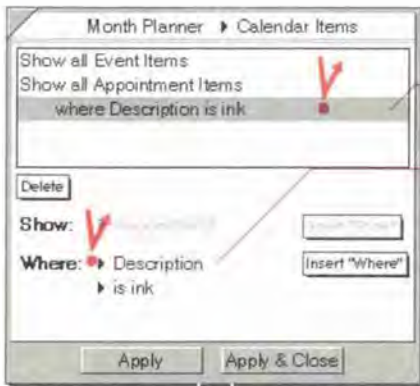 Month Planner ▸ Calendar Items
Show all Event Items
Show all Appointment Items
where Description is ink
Delete
Show:
Where: ▸ Description
Insert "Where"
▸ is ink
Apply
Apply & Close